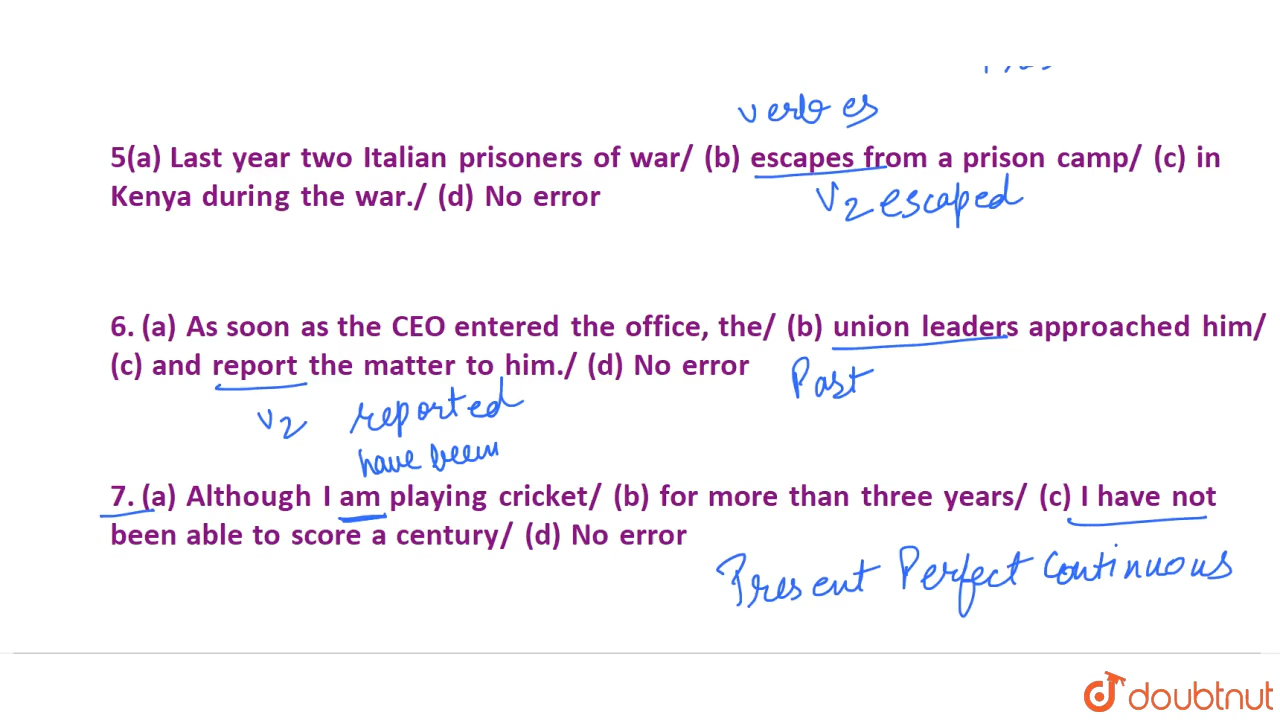 verb es
5(a) Last year two Italian prisoners of war/ (b) escapes from a prison camp/ (c) in
Kenya during the war./ (d) No error
V2 escaped
6. (a) As soon as the CEO entered the office, the/ (b) union leaders approached him/
(c) and report the matter to him./ (d) No error
Past
V2 reported
have been
7. (a) Although I am playing cricket/ (b) for more than three years/ (c) I have not
been able to score a century/ (d) No error
Present Perfect Continuous
doubtnut